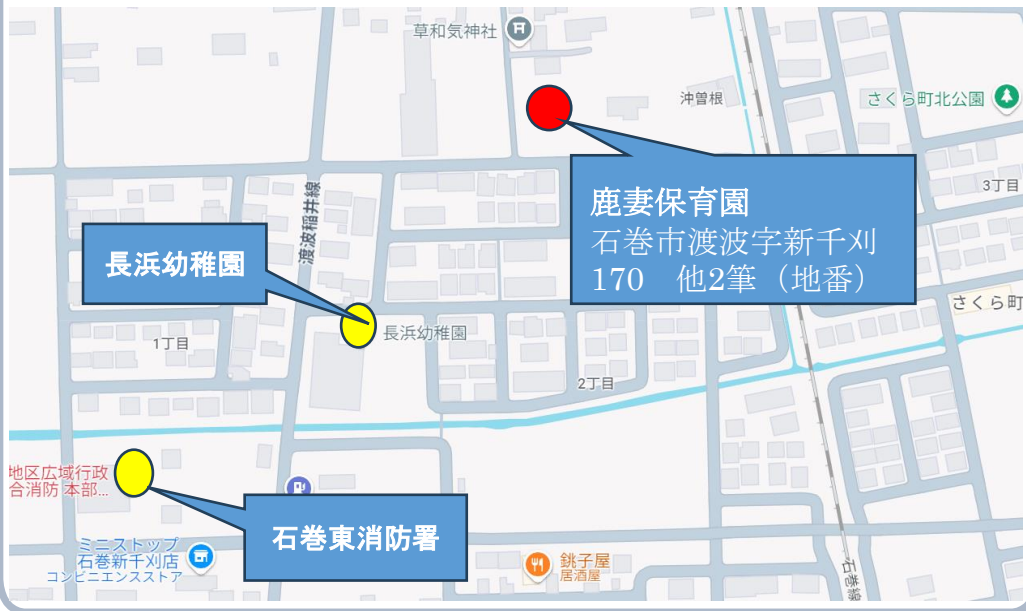 草和気神社
沖曽根
さくら町北公園
3丁目
鹿妻保育園
石巻市渡波字新千刈
170 他2筆(地番)
渡波稲井線
長浜幼稚園
さくら町
長浜幼稚園
1丁目
2丁目
地区広域行政
合消防 本部...
石巻東消防署
ミニストップ
石巻新千刈店
コンビニエンスストア
銚子屋
居酒屋
石巻線